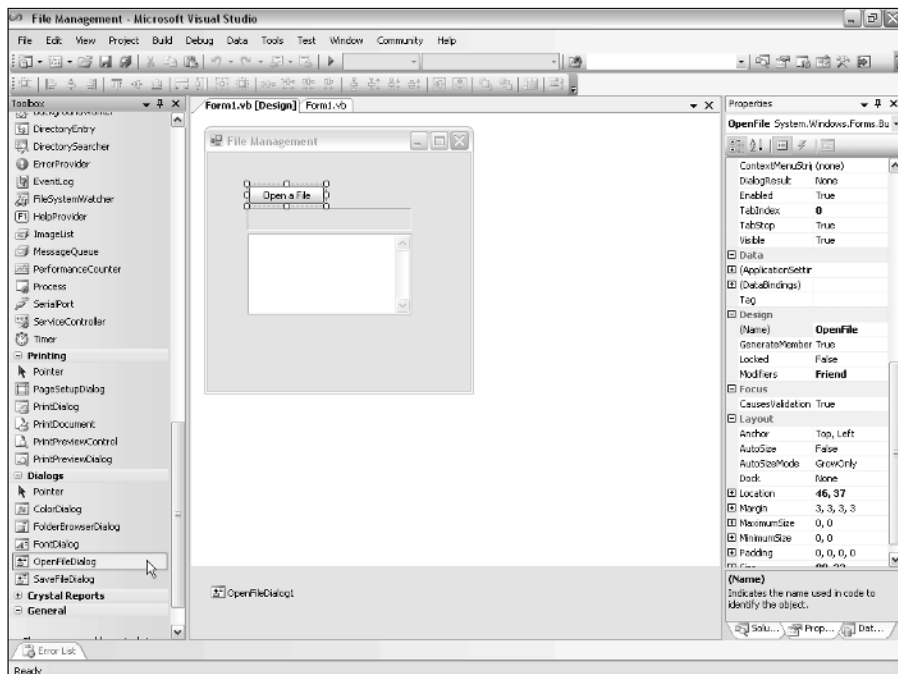 File Management - Microsoft Visual Studio
File Edit View Project Build Debug Data Tools Test Window Community Help
Toolbox
DirectoryEntry
DirectorySearcher
ErrorProvider
EventLog
FileSystemWatcher
HelpProvider
ImageList
MessageQueue
PerformanceCounter
Process
SerialPort
ServiceController
Timer
Printing
Pointer
PageSetupDialog
PrintDialog
PrintDocument
PrintPreviewControl
PrintPreviewDialog
Dialogs
Pointer
ColorDialog
FolderBrowserDialog
FontDialog
OpenFileDialog
SaveFileDialog
Crystal Reports
General
Error List
Ready
Form1.vb [Design] Form1.vb
File Management
Open a File
OpenFileDialog1
Properties
OpenFile System.Windows.Forms.Bu
ContextMenuStri (none)
DialogResult None
Enabled True
TabIndex 0
TabStop True
Visible True
Data
(ApplicationSettin
(DataBindings)
Tag
Design
(Name) OpenFile
GenerateMember True
Locked False
Modifiers Friend
Focus
CausesValidation True
Layout
Anchor Top, Left
AutoSize False
AutoSizeMode GrowOnly
Dock None
Location 46, 37
Margin 3, 3, 3, 3
MaximumSize 0, 0
MinimumSize 0, 0
Padding 0, 0, 0, 0
(Name)
Indicates the name used in code to
identify the object.
Solu... Prop... Dat...